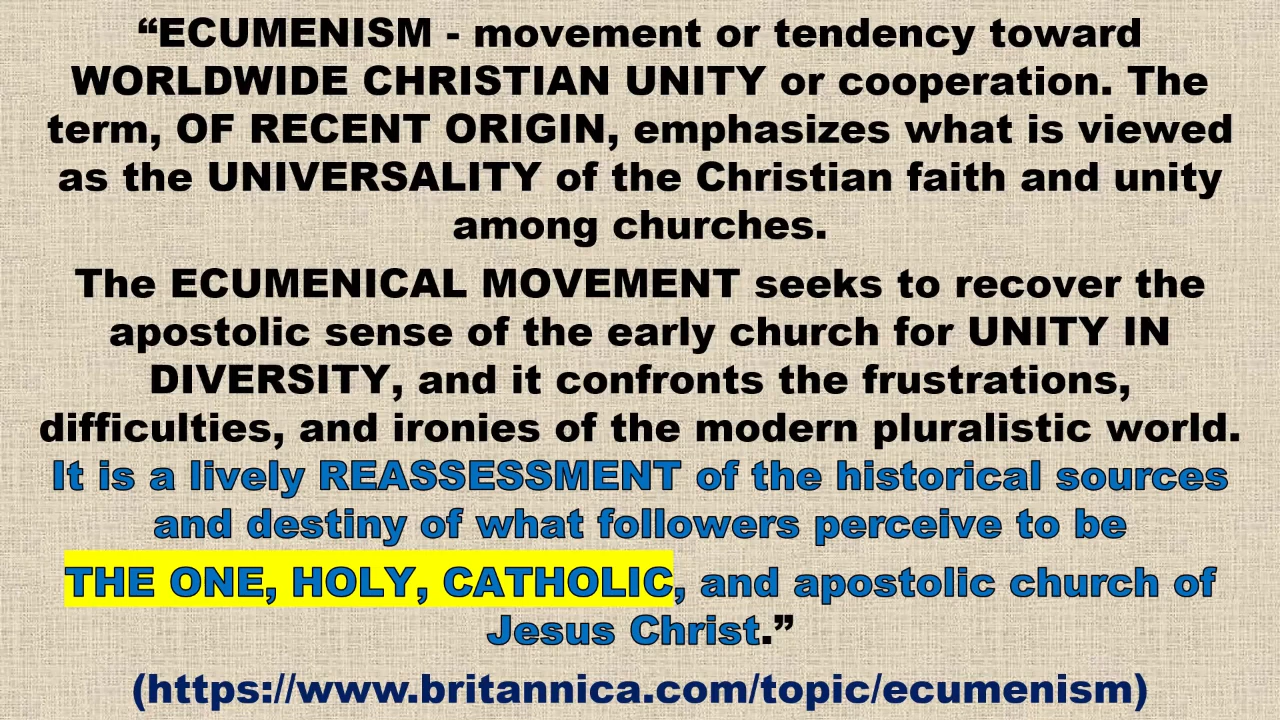 “ECUMENISM - movement or tendency toward
WORLDWIDE CHRISTIAN UNITY or cooperation. The
term, OF RECENT ORIGIN, emphasizes what is viewed
as the UNIVERSALITY of the Christian faith and unity
among churches.
The ECUMENICAL MOVEMENT seeks to recover the
apostolic sense of the early church for UNITY IN
DIVERSITY, and it confronts the frustrations,
difficulties, and ironies of the modern pluralistic world.
It is a lively REASSESSMENT of the historical sources
and destiny of what followers perceive to be
THE ONE, HOLY, CATHOLIC, and apostolic church of
Jesus Christ.”
(https://www.britannica.com/topic/ecumenism)